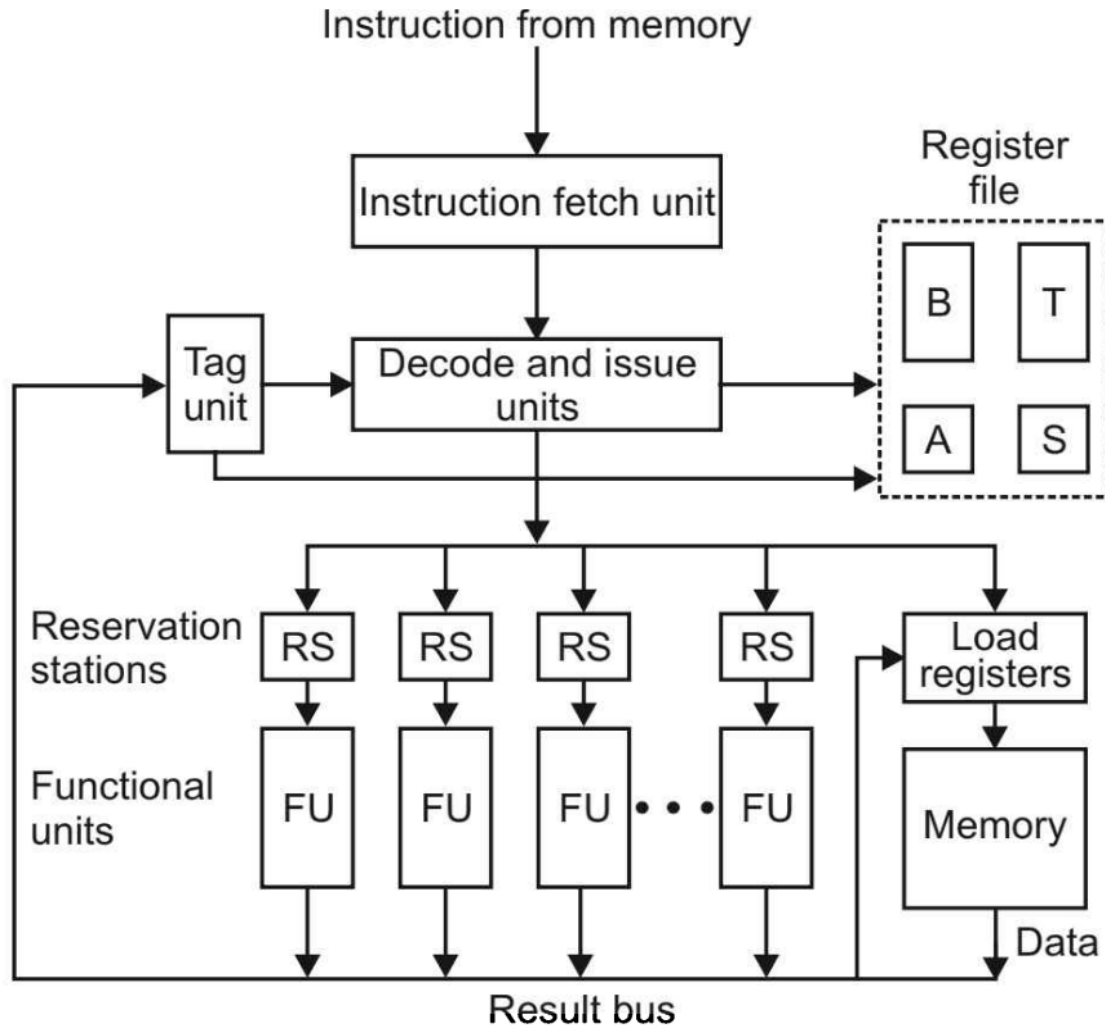 Instruction from memory
Instruction fetch unit
Register
file
B
T
Tag
unit
Decode and issue
units
A
S
Reservation
stations
RS
RS
RS
RS
Load
registers
Functional
units
FU
FU
FU
FU
Memory
Data
Result bus